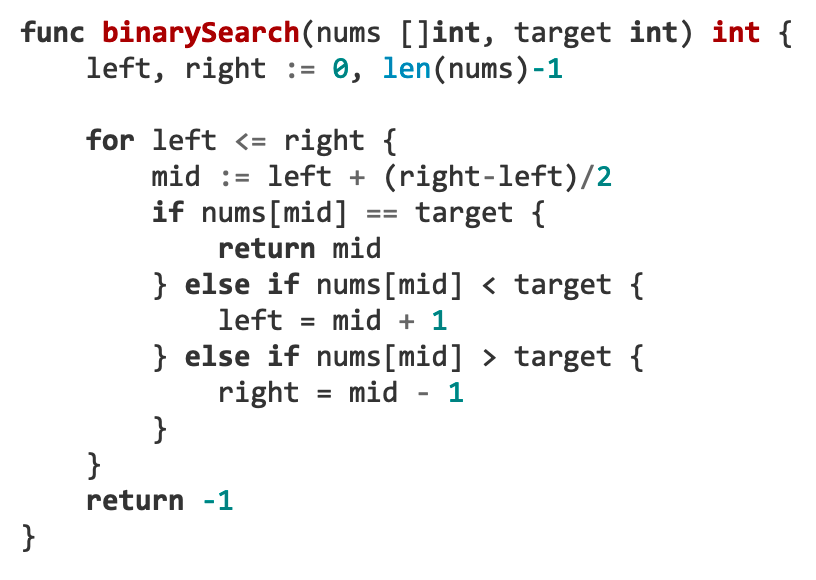 func binarySearch(nums []int, target int) int {
    left, right := 0, len(nums)-1

    for left <= right {
        mid := left + (right-left)/2
        if nums[mid] == target {
            return mid
        } else if nums[mid] < target {
            left = mid + 1
        } else if nums[mid] > target {
            right = mid - 1
        }
    }
    return -1
}